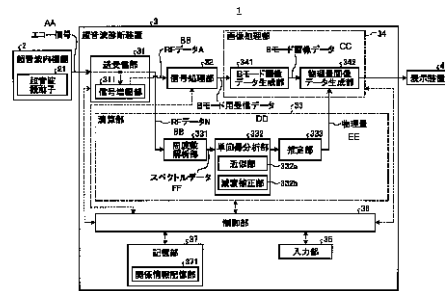 1
AA
エコー信号
2
超音波内視鏡
21
超音波振動子
3
超音波診断装置
31
送受信部
311
信号増幅部
BB
RFデータA
32
信号処理部
画像処理部
34
341
Bモード画像データ生成部
Bモード画像データ
CC
342
物理量画像データ生成部
4
表示装置
Bモード用受信データ
33
演算部
RFデータN
BB
331
周波数解析部
スペクトルデータ
FF
DD
332
単回帰分析部
近似部
332a
減衰補正部
332b
333
推定部
物理量
EE
36
制御部
37
記憶部
371
関係情報記憶部
35
入力部